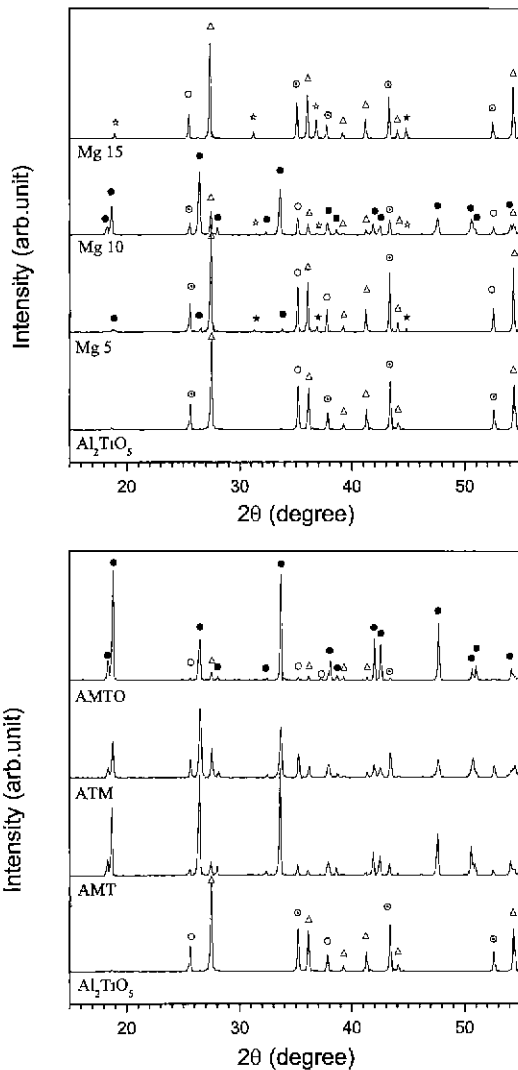 Intensity (arb.unit)
Mg 15
Mg 10
Mg 5
Al₂TiO₅
20 30 40 50
2θ (degree)
Intensity (arb.unit)
AMTO
ATM
AMT
Al₂TiO₅
20 30 40 50
2θ (degree)